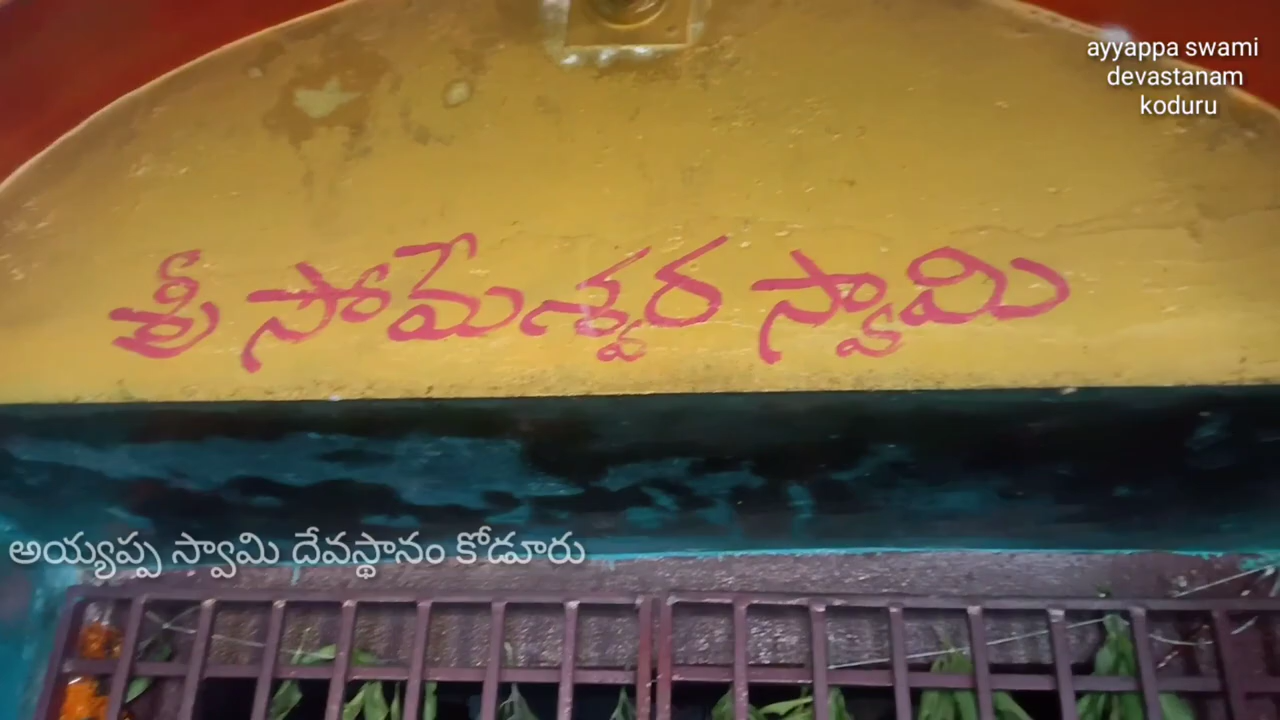 ayyappa swami
devastanam
koduru
శ్రీ సోమేశ్వర స్వామి
అయ్యప్ప స్వామి దేవస్థానం కోడూరు